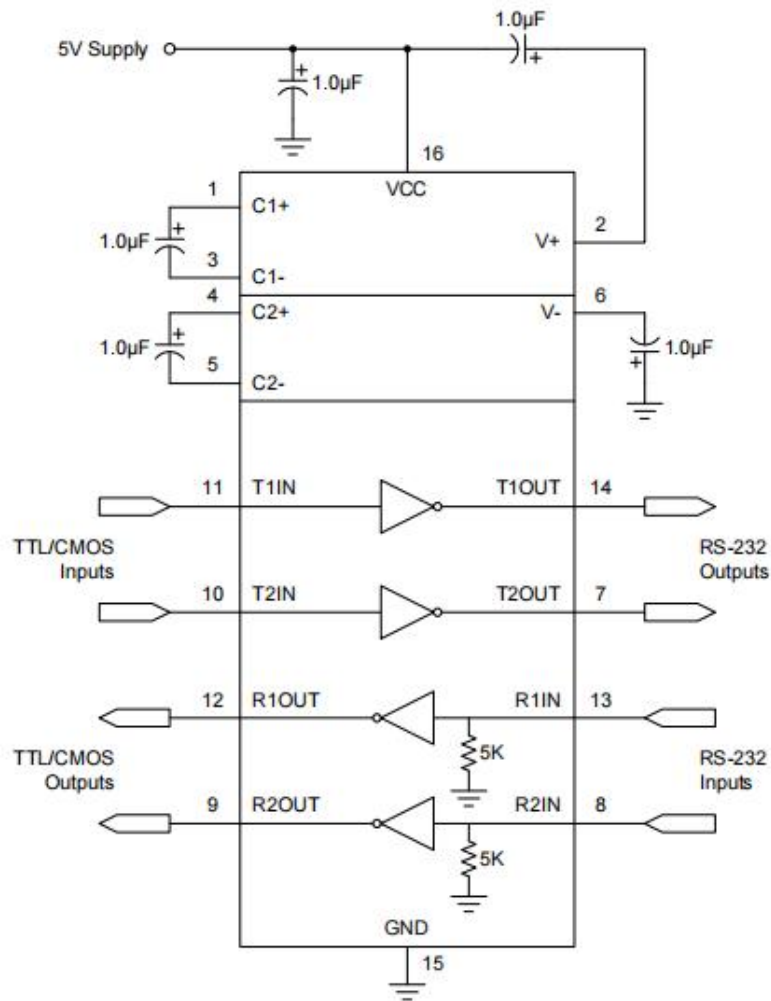 1.0µF
5V Supply
+
+
1.0µF
16
VCC
1
C1+
2
V+
1.0µF
+
3
C1-
4
C2+
V-
6
1.0µF
+
1.0µF
+
5
C2-
11
T1IN
T1OUT
14
TTL/CMOS
Inputs
RS-232
Outputs
10
T2IN
T2OUT
7
12
R1OUT
R1IN
13
5K
TTL/CMOS
Outputs
RS-232
Inputs
9
R2OUT
R2IN
8
5K
GND
15